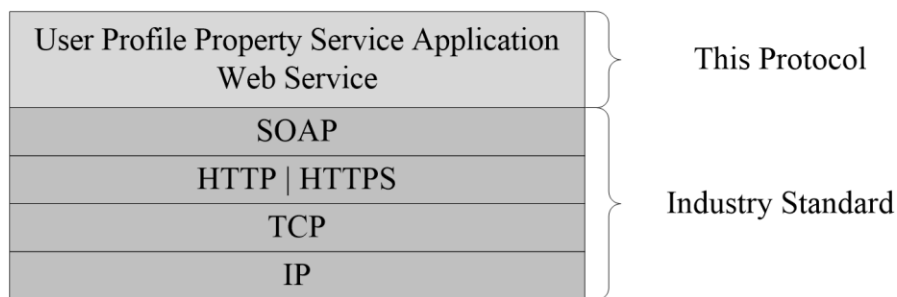 User Profile Property Service Application
Web Service
This Protocol
SOAP
HTTP | HTTPS
TCP
IP
Industry Standard